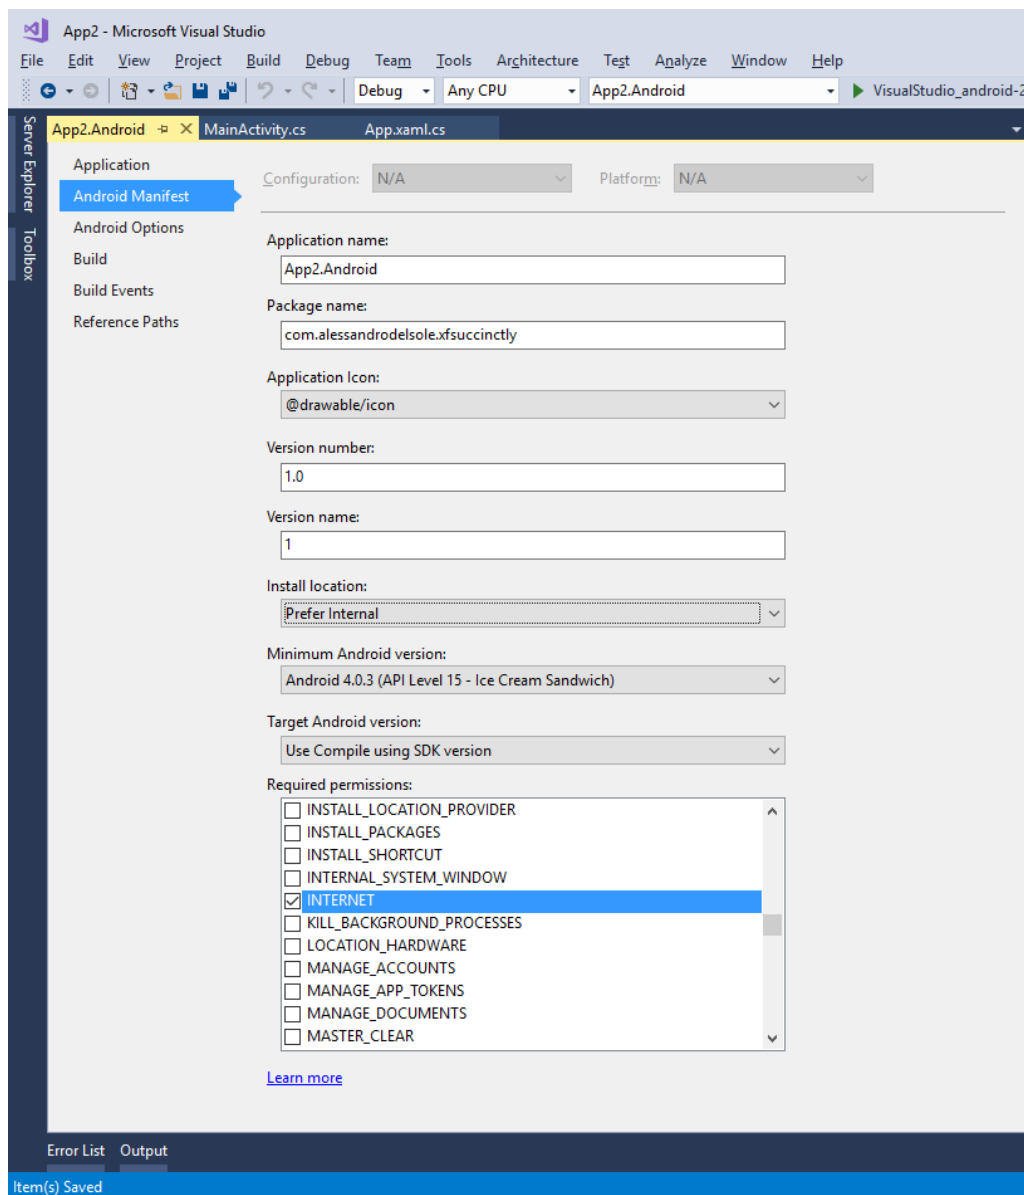 App2 - Microsoft Visual Studio
File Edit View Project Build Debug Team Tools Architecture Test Analyze Window Help
Debug Any CPU App2.Android VisualStudio_android-2
Server Explorer
Toolbox
App2.Android MainActivity.cs App.xaml.cs
Application
Android Manifest
Android Options
Build
Build Events
Reference Paths
Configuration: N/A Platform: N/A
Application name:
App2.Android
Package name:
com.alessandrodelsole.xfsuccinctly
Application Icon:
@drawable/icon
Version number:
1.0
Version name:
1
Install location:
Prefer Internal
Minimum Android version:
Android 4.0.3 (API Level 15 - Ice Cream Sandwich)
Target Android version:
Use Compile using SDK version
Required permissions:
INSTALL_LOCATION_PROVIDER
INSTALL_PACKAGES
INSTALL_SHORTCUT
INTERNAL_SYSTEM_WINDOW
INTERNET
KILL_BACKGROUND_PROCESSES
LOCATION_HARDWARE
MANAGE_ACCOUNTS
MANAGE_APP_TOKENS
MANAGE_DOCUMENTS
MASTER_CLEAR
Learn more
Error List Output
Item(s) Saved